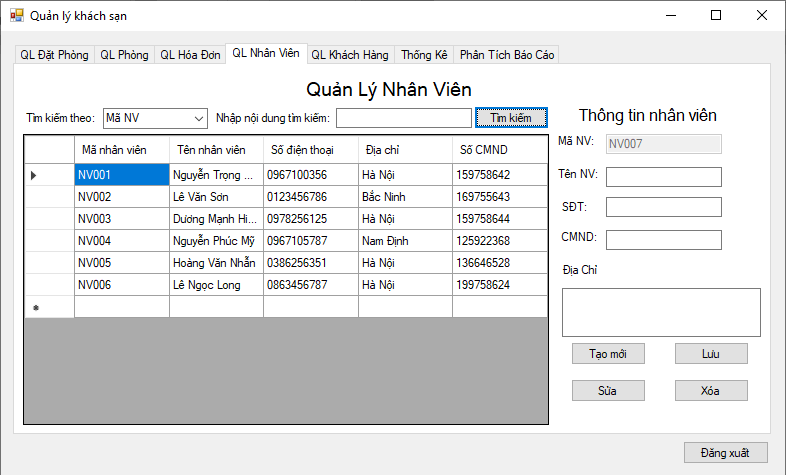 Quản lý khách sạn
QL Đặt Phòng QL Phòng QL Hóa Đơn QL Nhân Viên QL Khách Hàng Thống Kê Phân Tích Báo Cáo
Quản Lý Nhân Viên
Tìm kiếm theo: Mã NV Nhập nội dung tìm kiếm: Tìm kiếm
Mã nhân viên Tên nhân viên Số điện thoại Địa chỉ Số CMND
NV001 Nguyễn Trọng ... 0967100356 Hà Nội 159758642
NV002 Lê Văn Sơn 0123456786 Bắc Ninh 169755643
NV003 Dương Mạnh Hi... 0978256125 Hà Nội 159758644
NV004 Nguyễn Phúc Mỹ 0967105787 Nam Định 125922368
NV005 Hoàng Văn Nhẫn 0386256351 Hà Nội 136646528
NV006 Lê Ngọc Long 0863456787 Hà Nội 199758624
Thông tin nhân viên
Mã NV: NV007
Tên NV:
SĐT:
CMND:
Địa Chỉ
Tạo mới Lưu
Sửa Xóa
Đăng xuất